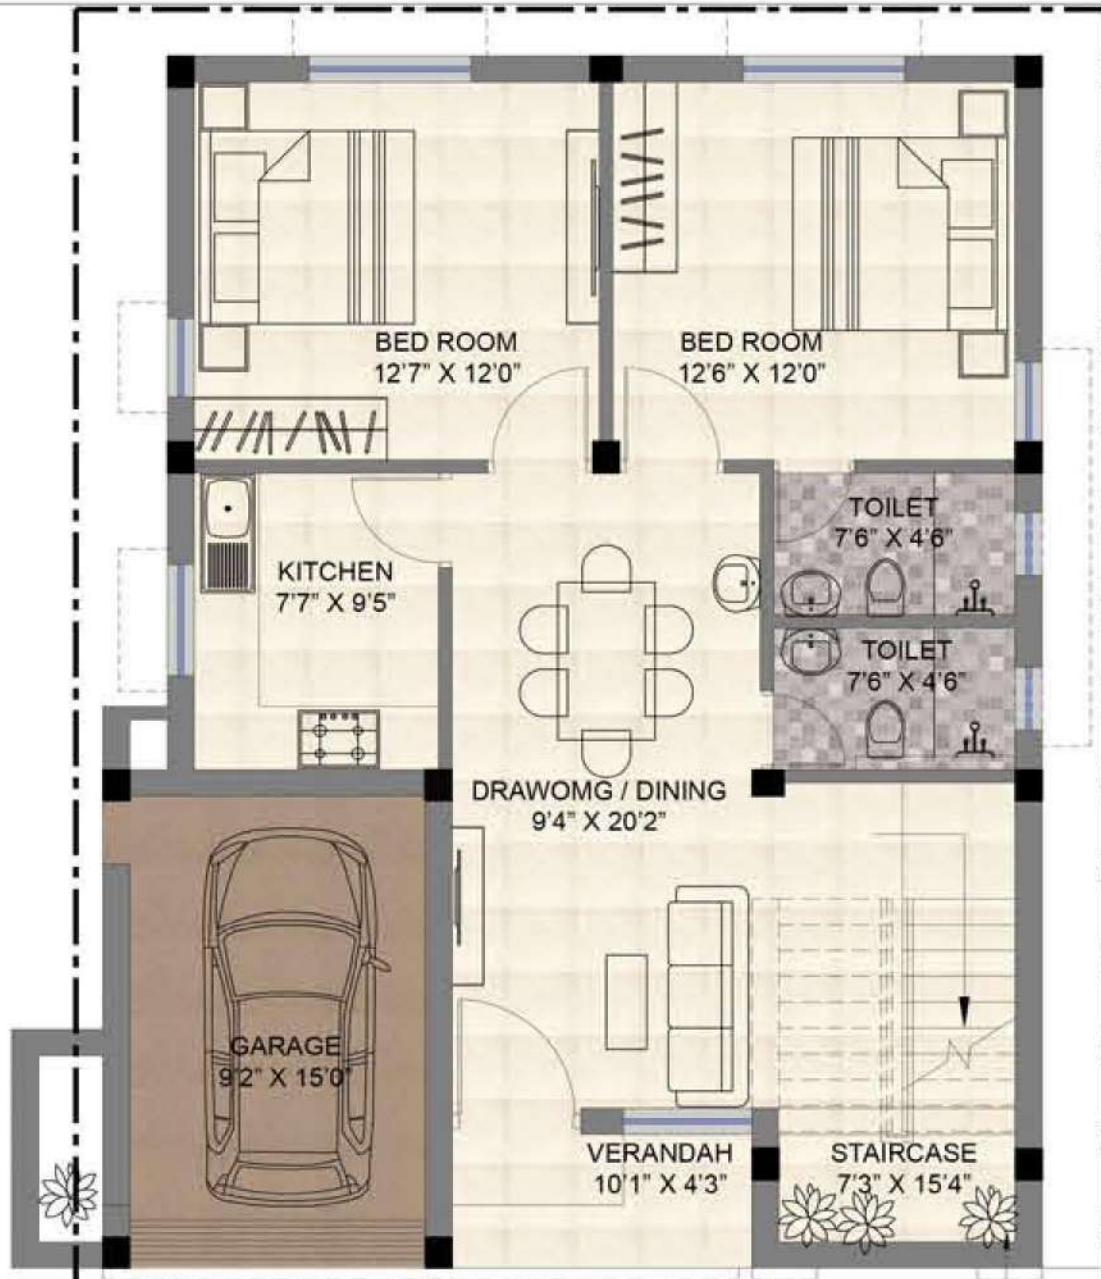 BED ROOM
12'7" X 12'0"
BED ROOM
12'6" X 12'0"
TOILET
7'6" X 4'6"
KITCHEN
7'7" X 9'5"
TOILET
7'6" X 4'6"
DRAWOMG / DINING
9'4" X 20'2"
GARAGE
9'2" X 15'0"
VERANDAH
10'1" X 4'3"
STAIRCASE
7'3" X 15'4"